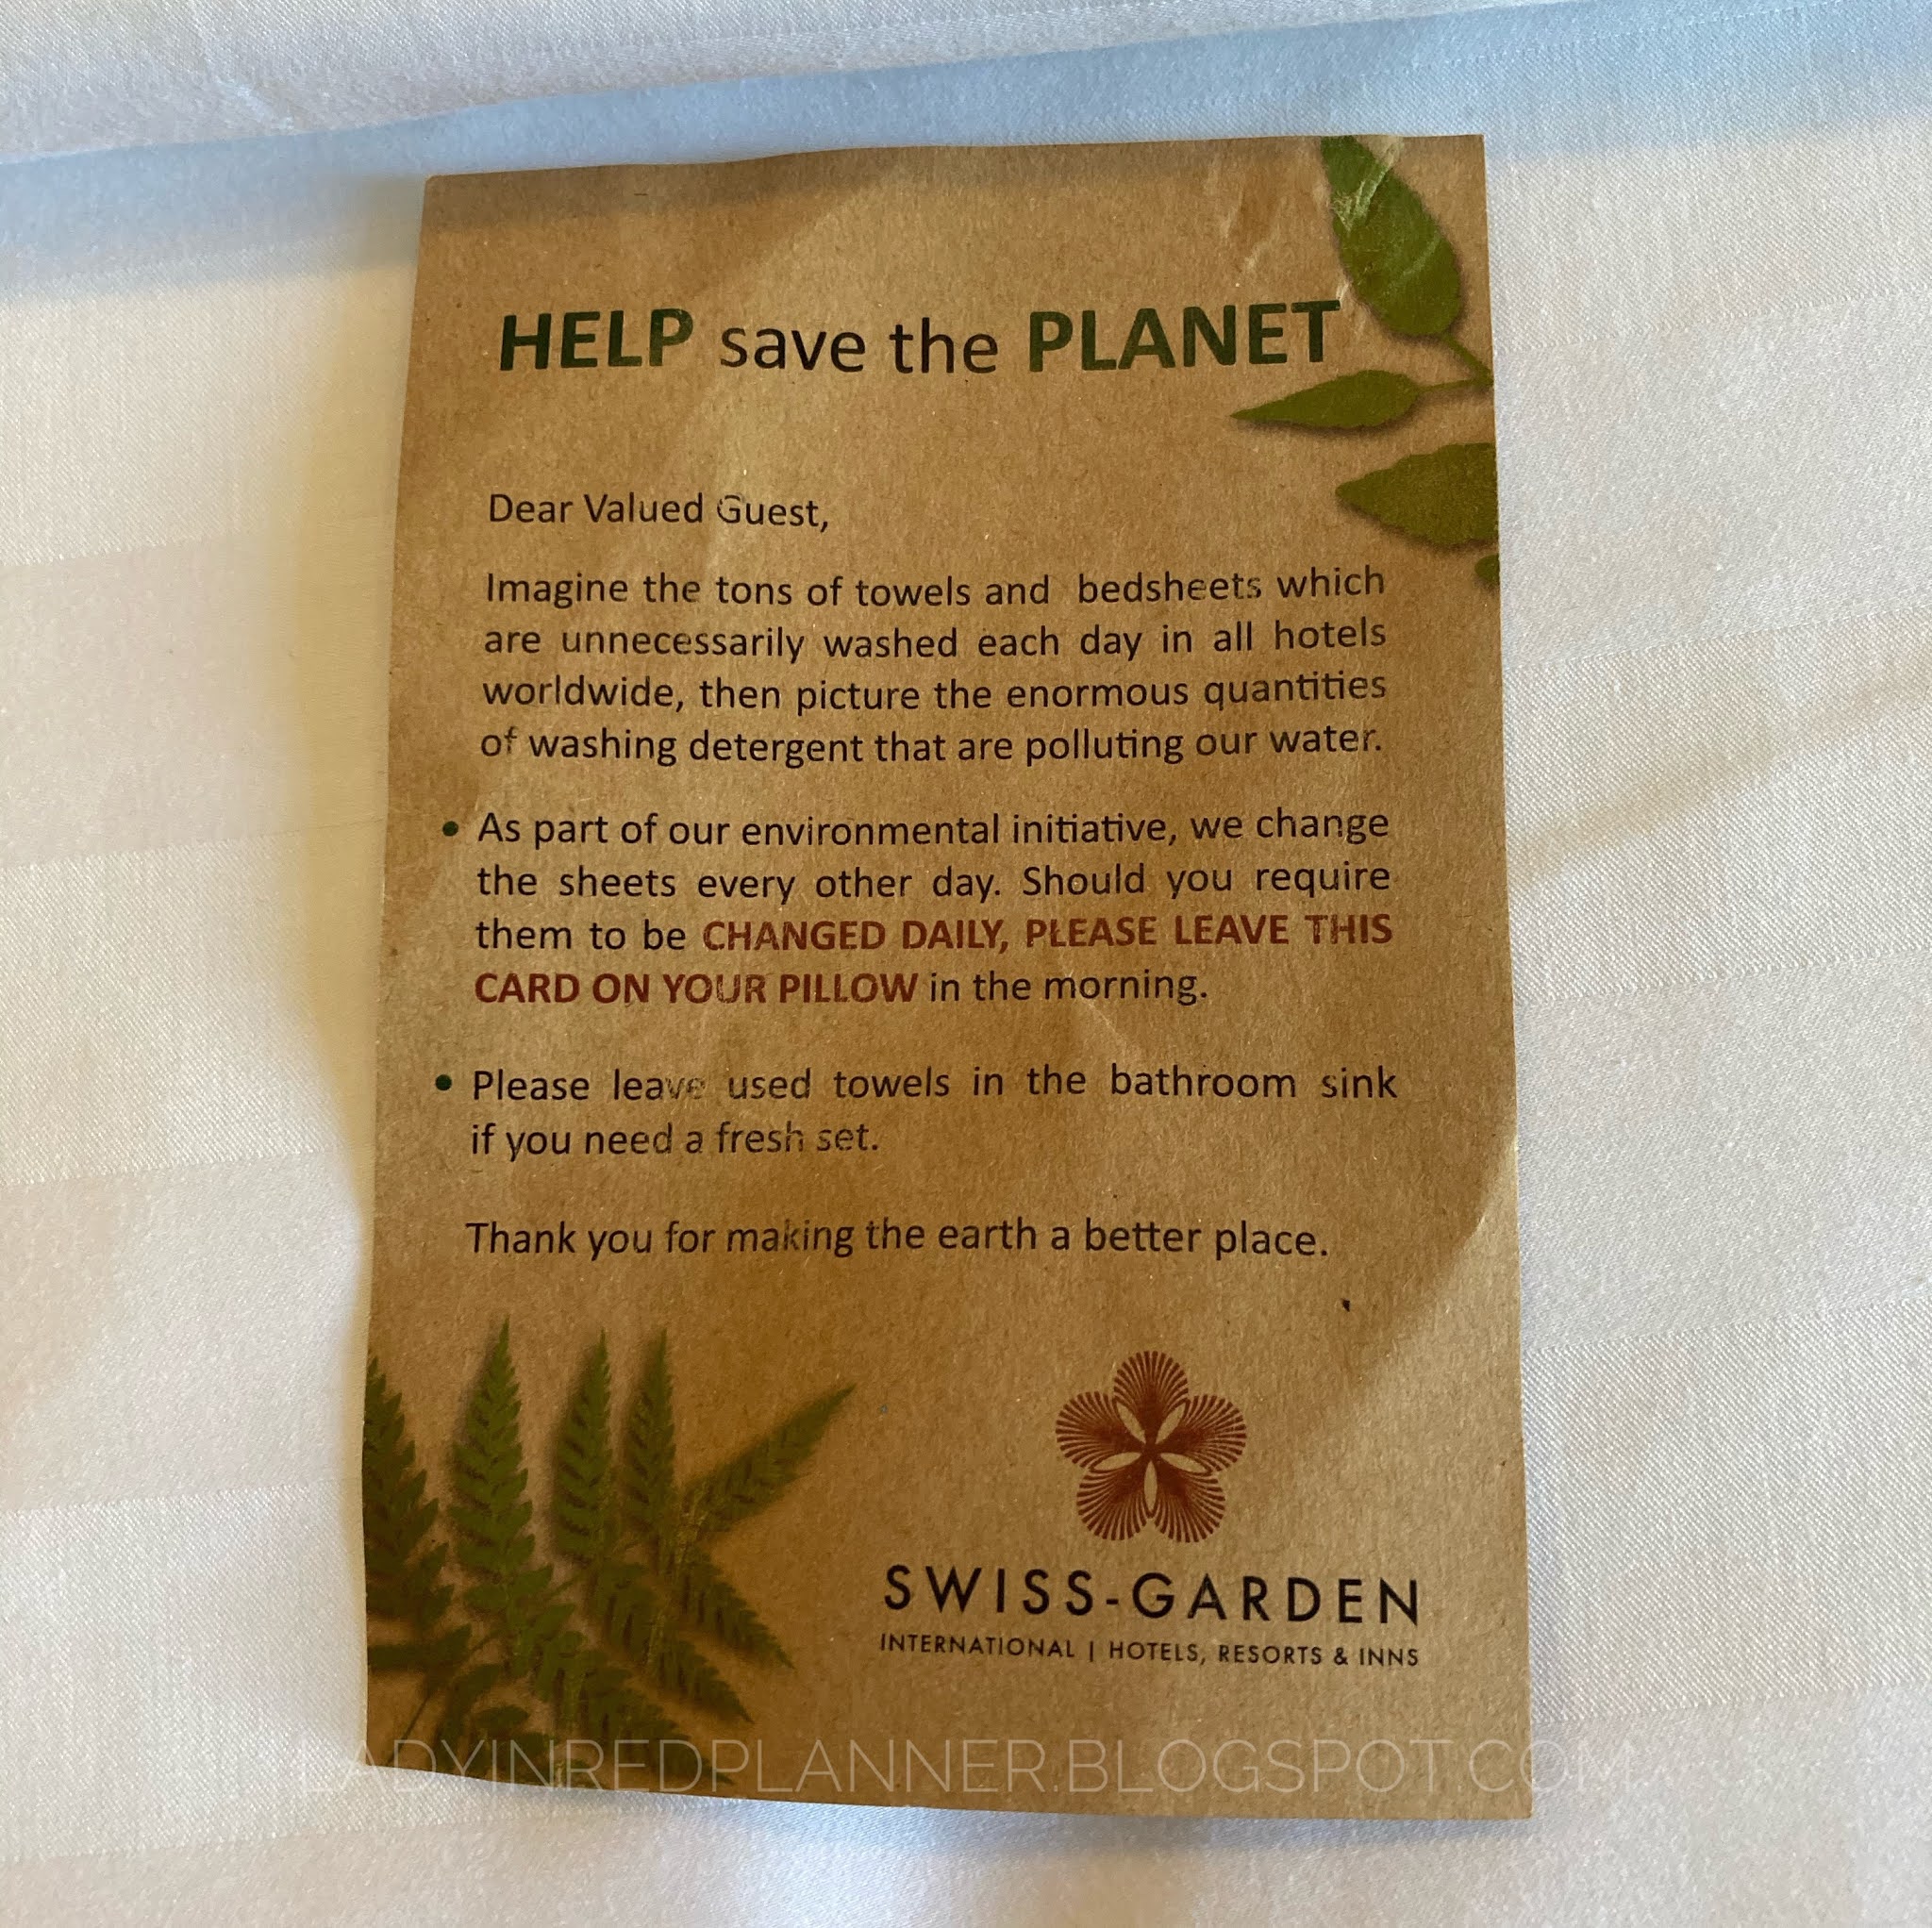 HELP save the PLANET
Dear Valued Guest,
Imagine the tons of towels and bedsheets which
are unnecessarily washed each day in all hotels
worldwide, then picture the enormous quantities
of washing detergent that are polluting our water.
• As part of our environmental initiative, we change
the sheets every other day. Should you require
them to be CHANGED DAILY, PLEASE LEAVE THIS
CARD ON YOUR PILLOW in the morning.
• Please leave used towels in the bathroom sink
if you need a fresh set.
Thank you for making the earth a better place.
SWISS-GARDEN
INTERNATIONAL | HOTELS, RESORTS & INNS
LADYINREDPLANNER.BLOGSPOT.COM